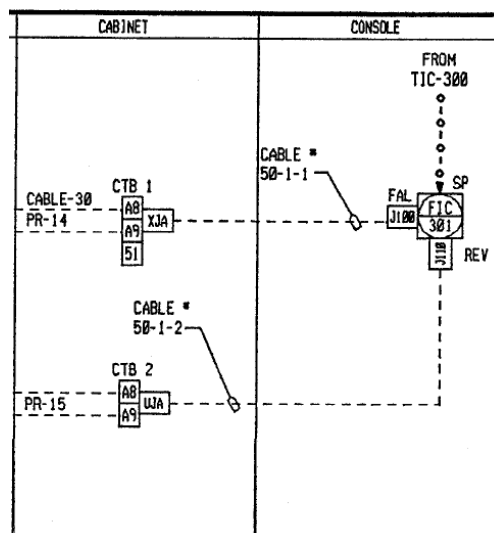 CABINET
CONSOLE
FROM
TIC-300
CABLE *
50-1-1
CTB 1
CABLE-30
PR-14
A8
A9
51
XJA
FAL
J100
SP
FIC
301
J110
REV
CABLE *
50-1-2
CTB 2
PR-15
A8
A9
UJA